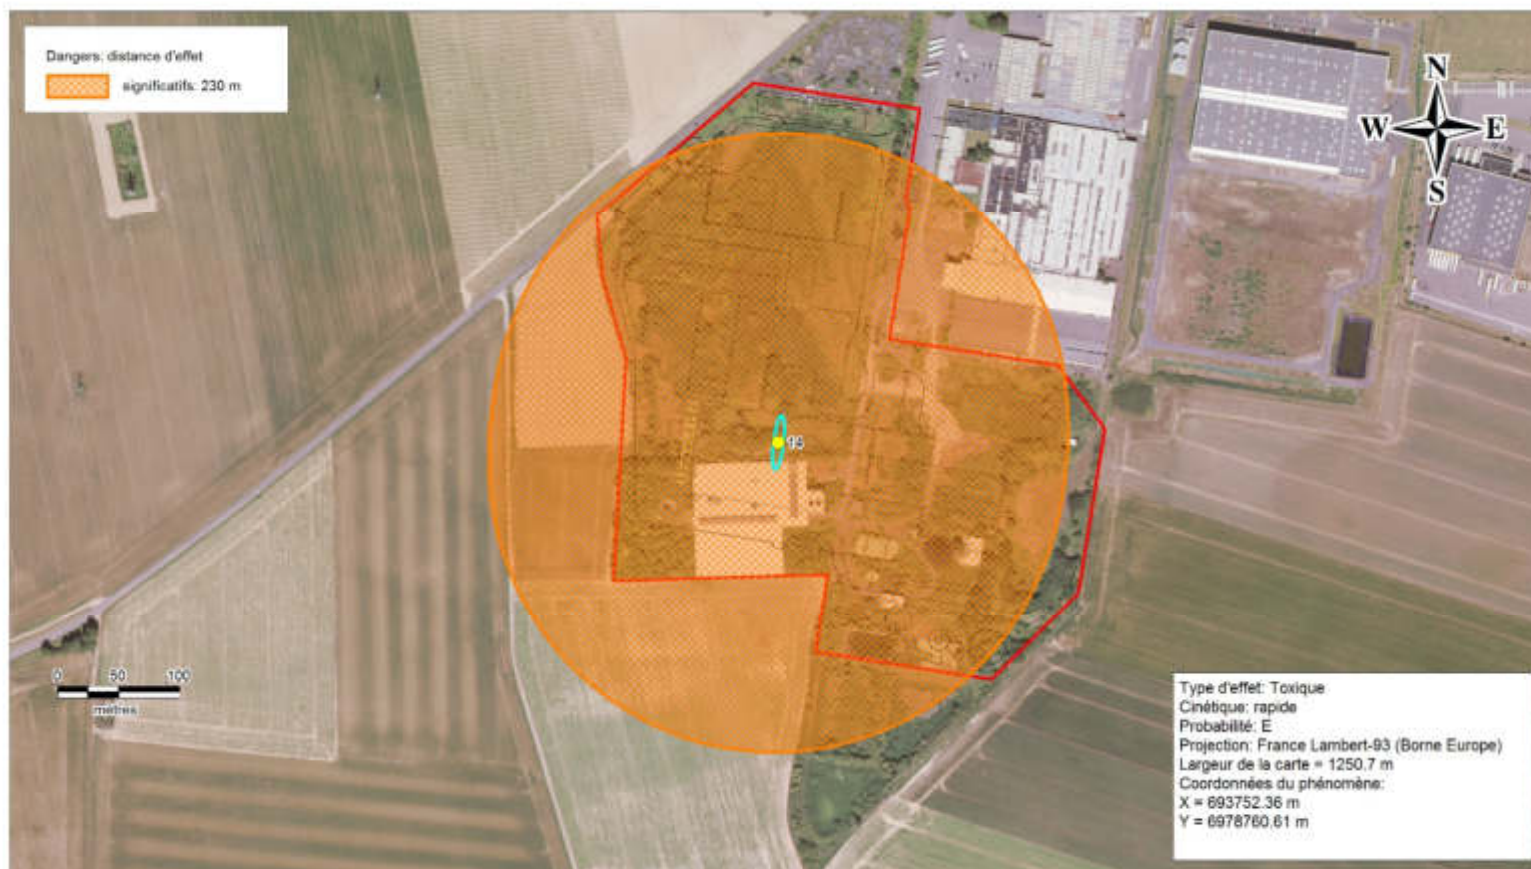 Dangers: distance d'effet
significatifs: 230 m
N
W E
S
0 50 100
mètres
Type d'effet: Toxique
Cinétique: rapide
Probabilité: E
Projection: France Lambert-93 (Borne Europe)
Largeur de la carte = 1250.7 m
Coordonnées du phénomène:
X = 693752.36 m
Y = 6978760.61 m